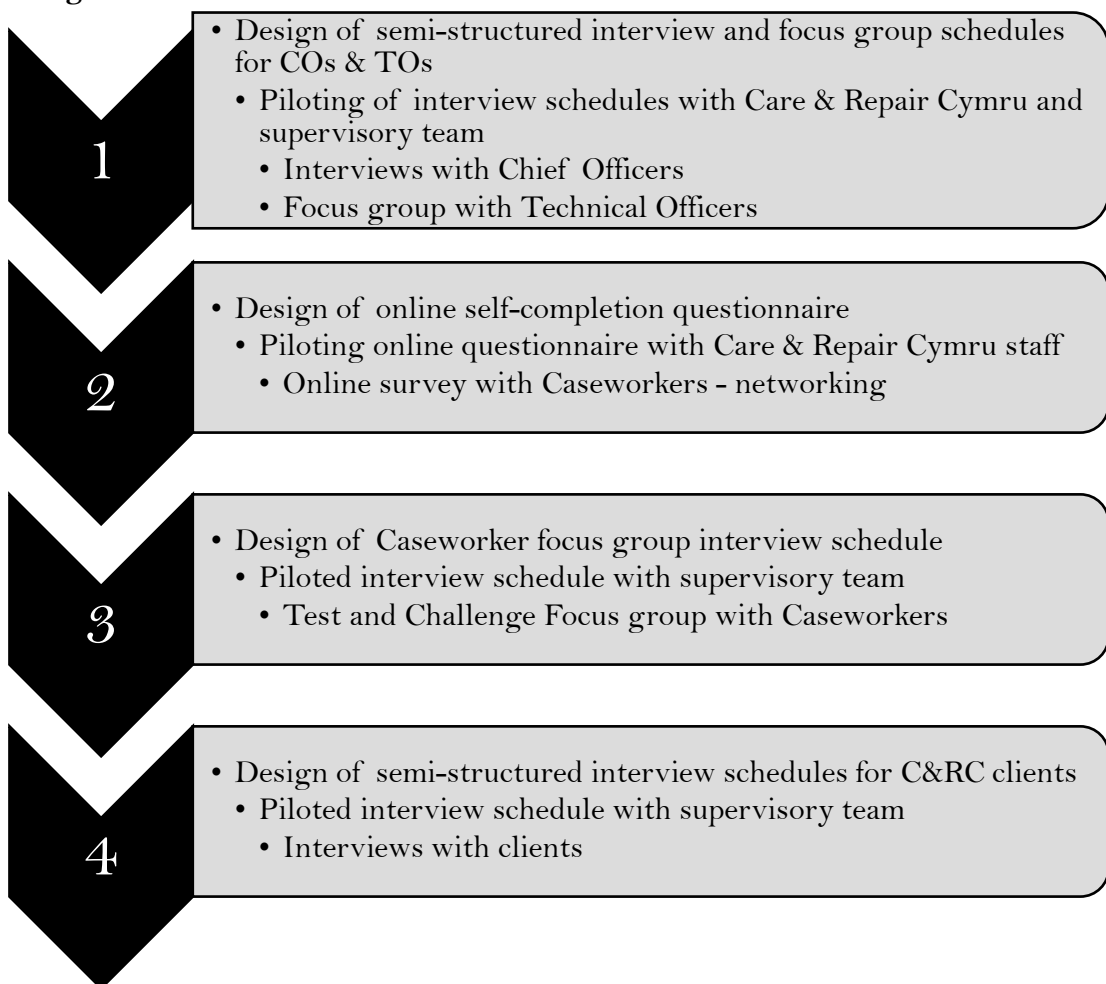 1
• Design of semi-structured interview and focus group schedules
for COs & TOs
• Piloting of interview schedules with Care & Repair Cymru and
supervisory team
• Interviews with Chief Officers
• Focus group with Technical Officers
2
• Design of online self-completion questionnaire
• Piloting online questionnaire with Care & Repair Cymru staff
• Online survey with Caseworkers - networking
3
• Design of Caseworker focus group interview schedule
• Piloted interview schedule with supervisory team
• Test and Challenge Focus group with Caseworkers
4
• Design of semi-structured interview schedules for C&RC clients
• Piloted interview schedule with supervisory team
• Interviews with clients